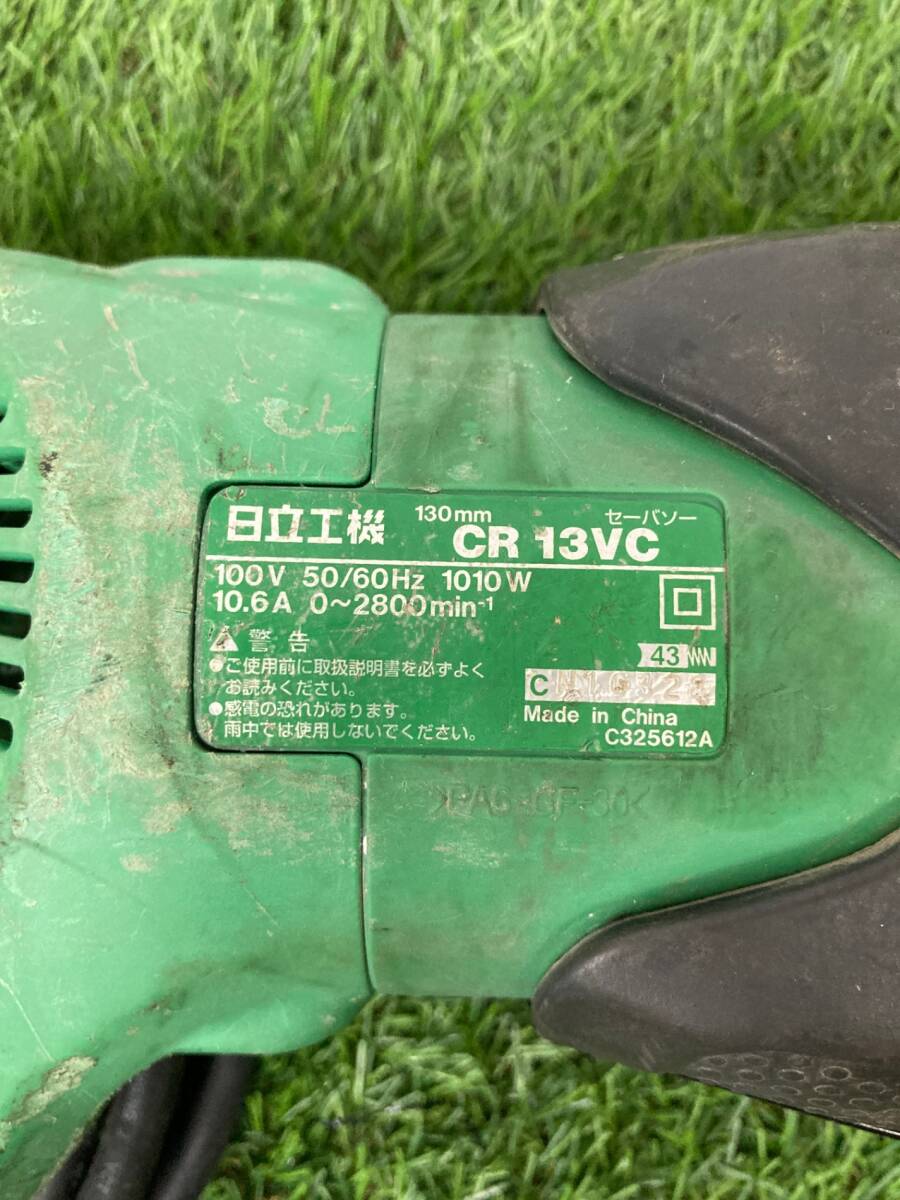 130mm セーバソー
日立工機 CR 13VC
100V 50/60Hz 1010W
10.6A 0~2800min⁻¹
警告
●ご使用前に取扱説明書を必ずよく
お読みください。
●感電の恐れがあります。
雨中では使用しないでください。
43
C
Made in China
C325612A